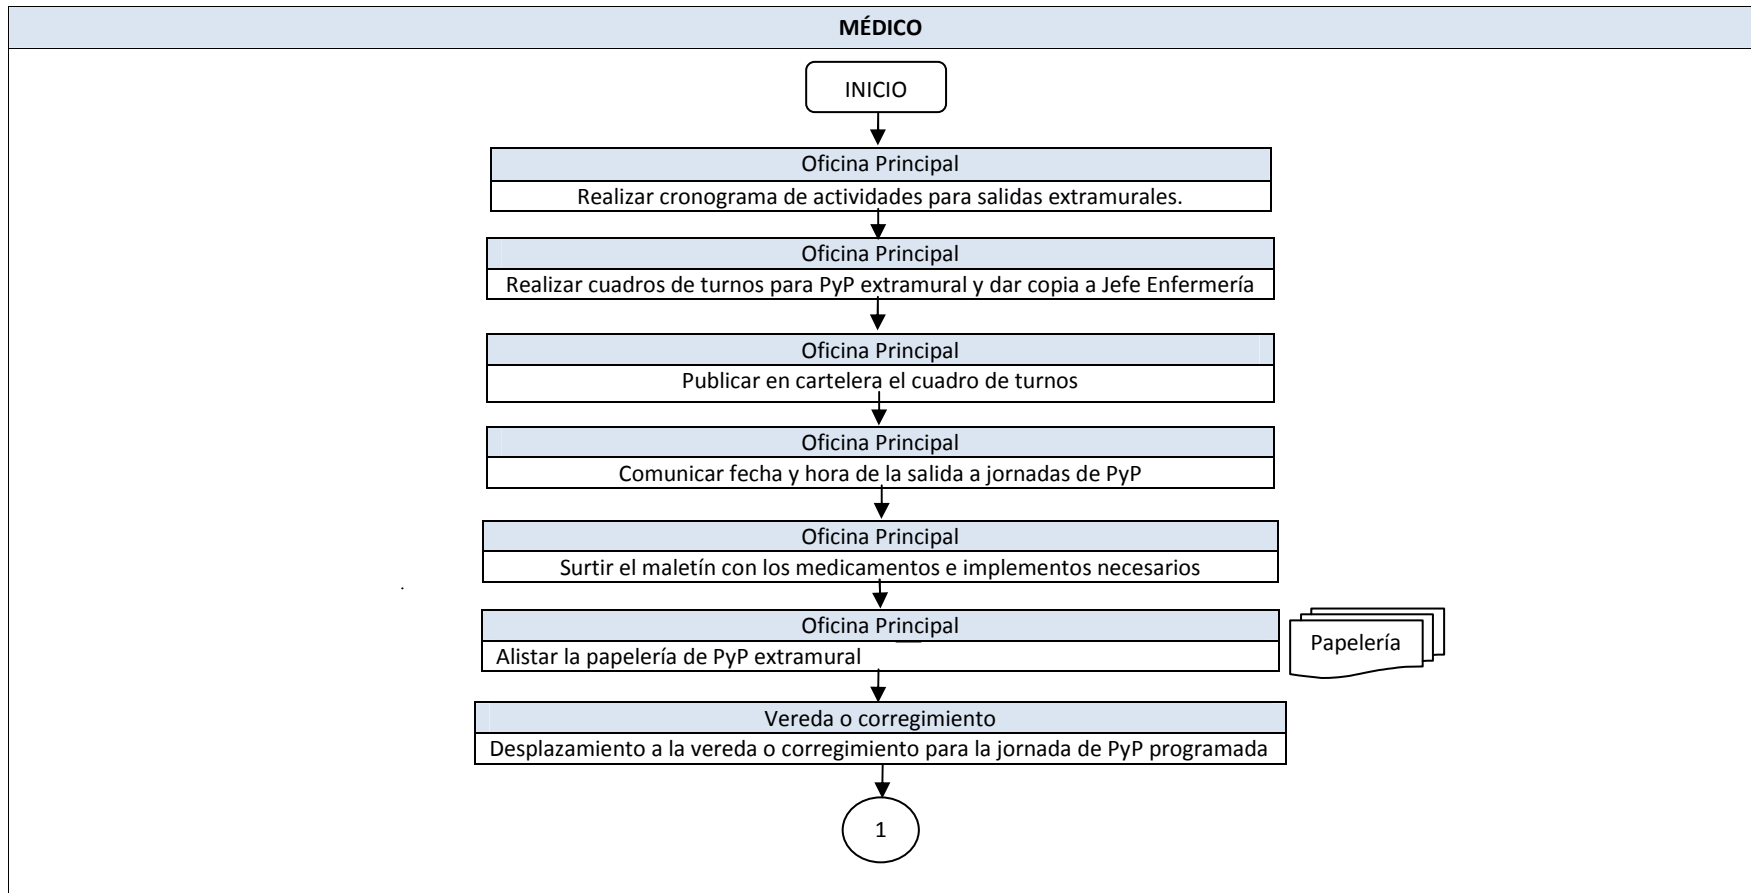 MÉDICO
INICIO
Oficina Principal
Realizar cronograma de actividades para salidas extramurales.
Oficina Principal
Realizar cuadros de turnos para PyP extramural y dar copia a Jefe Enfermería
Oficina Principal
Publicar en cartelera el cuadro de turnos
Oficina Principal
Comunicar fecha y hora de la salida a jornadas de PyP
Oficina Principal
Surtir el maletín con los medicamentos e implementos necesarios
Oficina Principal
Alistar la papelería de PyP extramural
Papelería
Vereda o corregimiento
Desplazamiento a la vereda o corregimiento para la jornada de PyP programada
1